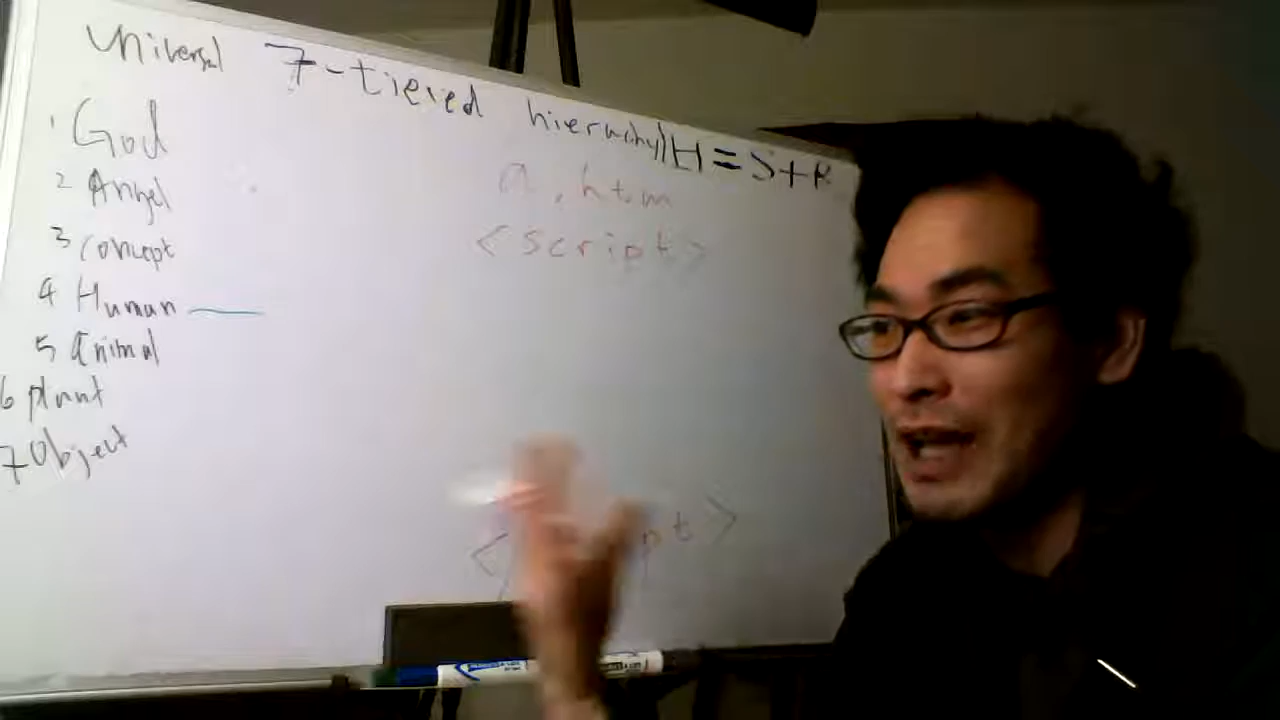 Universal 7-tiered hierarchy H = S+R
1 God
2 Angel
3 Concept
4 Human
5 Animal
6 plant
7 Object
a.htm
<script>
</script>